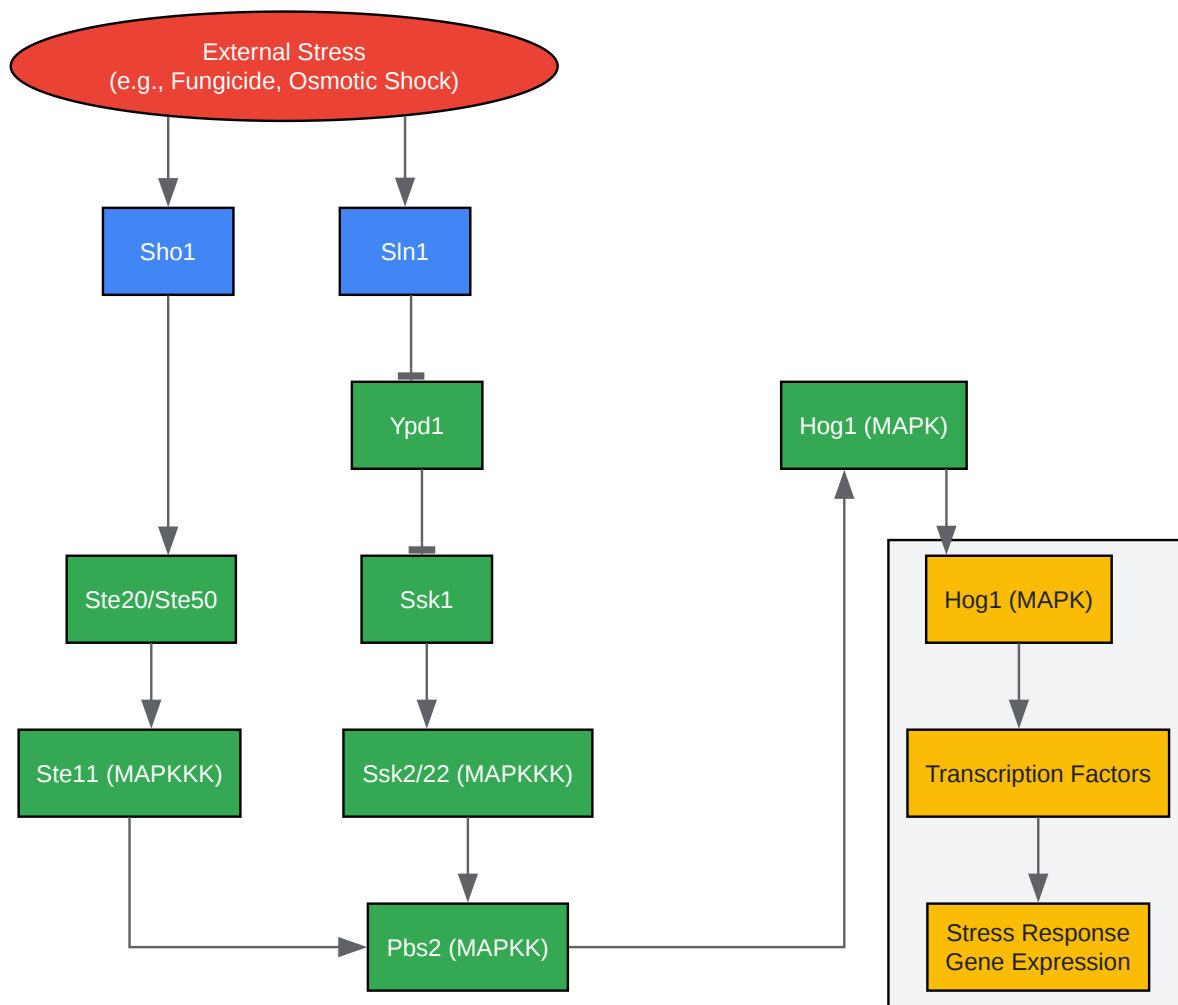 External Stress
(e.g., Fungicide, Osmotic Shock)
Sho1
Sln1
Ypd1
Hog1 (MAPK)
Ste20/Ste50
Ssk1
Hog1 (MAPK)
Ste11 (MAPKKK)
Ssk2/22 (MAPKKK)
Transcription Factors
Pbs2 (MAPKK)
Stress Response
Gene Expression